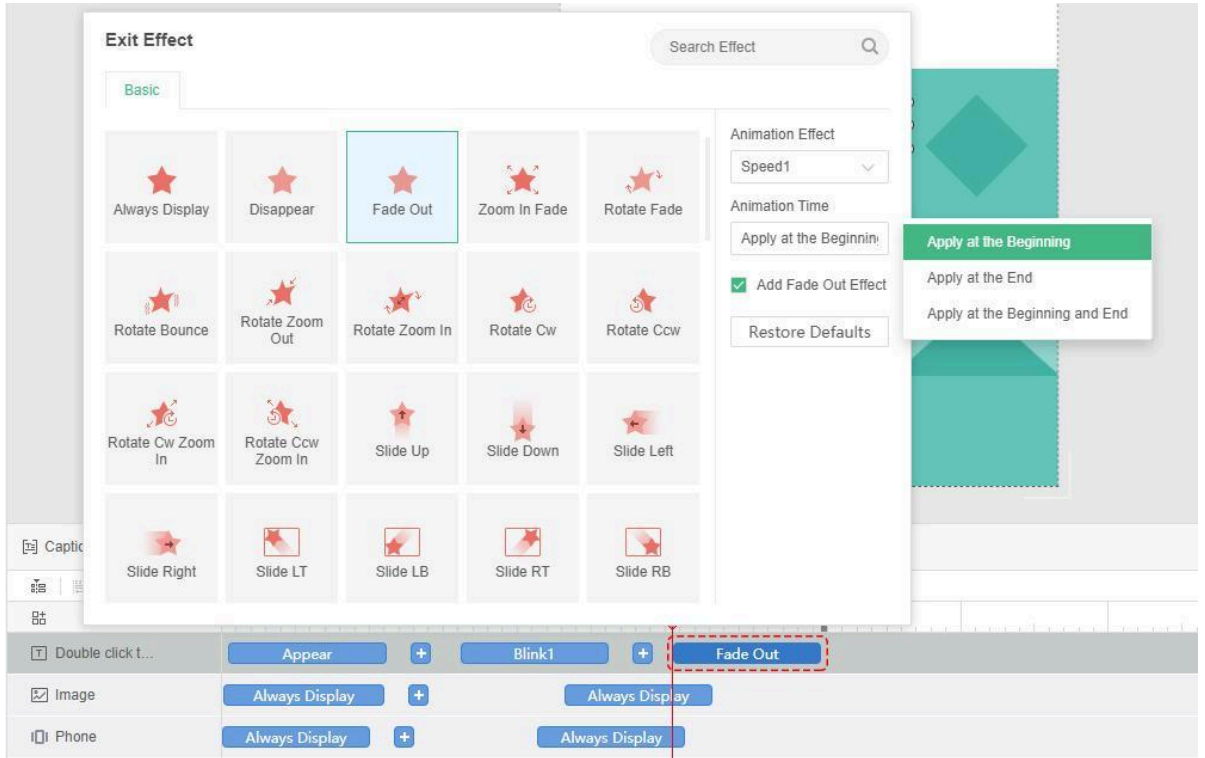 Exit Effect
Search Effect
Basic
Always Display
Disappear
Fade Out
Zoom In Fade
Rotate Fade
Rotate Bounce
Rotate Zoom
Out
Rotate Zoom In
Rotate Cw
Rotate Ccw
Rotate Cw Zoom
In
Rotate Ccw
Zoom In
Slide Up
Slide Down
Slide Left
Slide Right
Slide LT
Slide LB
Slide RT
Slide RB
Animation Effect
Speed1
Animation Time
Apply at the Beginnin
Add Fade Out Effect
Restore Defaults
Apply at the Beginning
Apply at the End
Apply at the Beginning and End
Captio
Double click t...
Appear
+
Blink1
+
Fade Out
Image
Always Display
+
Always Display
Phone
Always Display
+
Always Display